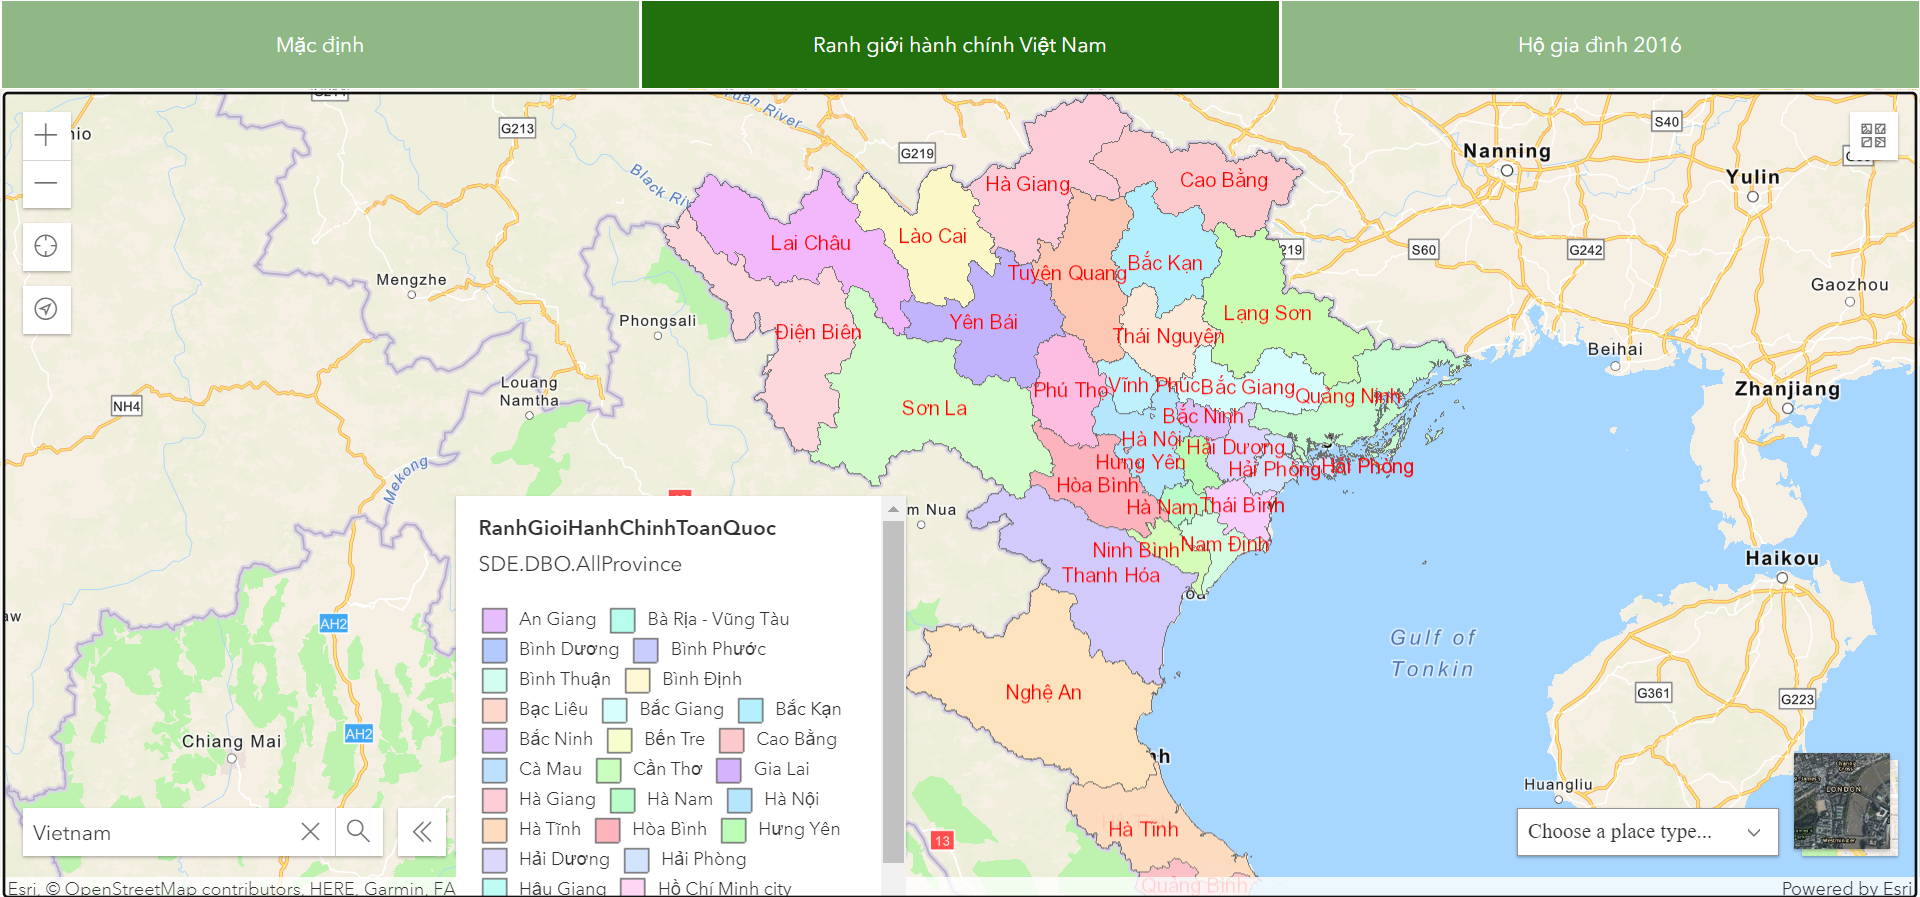 Mặc định
Ranh giới hành chính Việt Nam
Hộ gia đình 2016
Yuan River
G213
S40
G219
Nanning
nio
Black Riv
Hà Giang
Cao Bằng
Yulin
Lai Châu
Lào Cai
219
S60
G242
Bắc Kạn
Tuyên Quang
Mengzhe
Gaozhou
Phongsali
Yên Bái
Lạng Sơn
Điện Biên
Thái Nguyên
Beihai
Louang
Namtha
Phú Thọ
Vĩnh Phúc
Bắc Giang
Quảng Ninh
Zhanjiang
NH4
Sơn La
Bắc Ninh
Hà Nội
Hải Dương
Hưng Yên
Hải Phòng
Hải Phòng
Mekong
Hòa Bình
Hà Nam
Thái Bình
m Nua
Ninh Bình
Nam Định
Thanh Hóa
Haikou
RanhGioiHanhChinhToanQuoc
SDE.DBO.AllProvince
An Giang
Bà Rịa - Vũng Tàu
Bình Dương
Bình Phước
Bình Thuận
Bình Định
Bạc Liêu
Bắc Giang
Bắc Kạn
Bắc Ninh
Bến Tre
Cao Bằng
Cà Mau
Cần Thơ
Gia Lai
Hà Giang
Hà Nam
Hà Nội
Hà Tĩnh
Hòa Bình
Hưng Yên
Hải Dương
Hải Phòng
Hậu Giang
Hồ Chí Minh city
aw
AH2
Gulf of
Tonkin
Nghệ An
G361
G223
AH2
Chiang Mai
nh
Huangliu
LONDON
Vietnam
13
Hà Tĩnh
Choose a place type...
Quảng Bình
Esri, © OpenStreetMap contributors, HERE, Garmin, FA
Powered by Esri